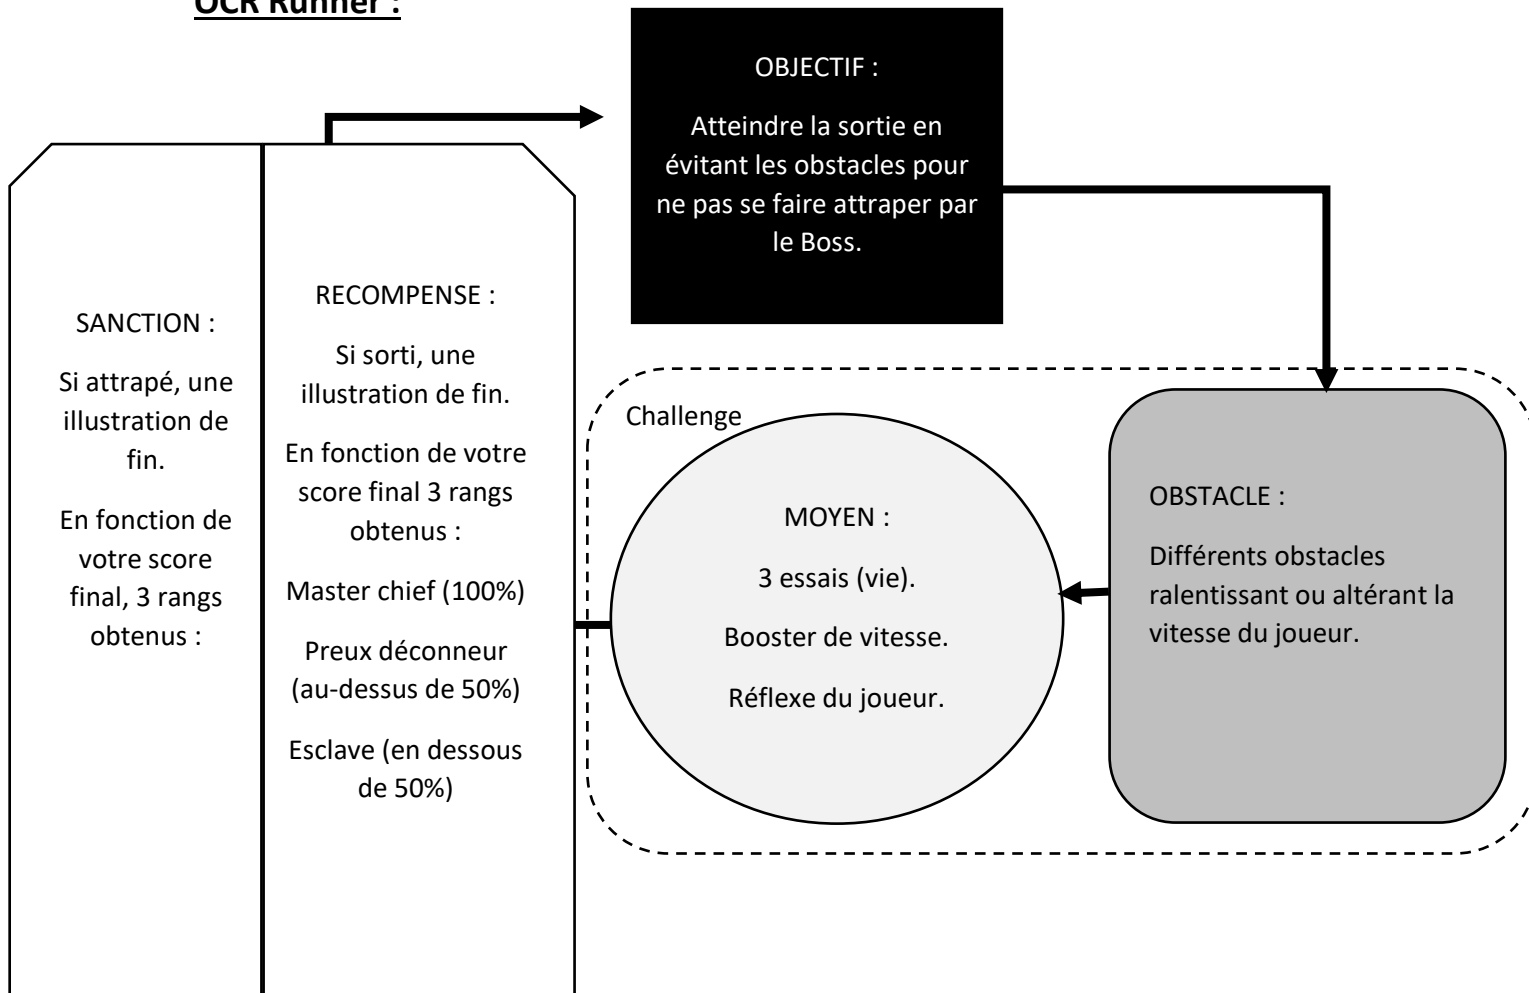 OCR Runner :
OBJECTIF :
Atteindre la sortie en
évitant les obstacles pour
ne pas se faire attraper par
le Boss.
SANCTION :
Si attrapé, une
illustration de
fin.
En fonction de
votre score
final, 3 rangs
obtenus :
RECOMPENSE :
Si sorti, une
illustration de fin.
En fonction de votre
score final 3 rangs
obtenus :
Master chief (100%)
Preux déconneur
(au-dessus de 50%)
Esclave (en dessous
de 50%)
Challenge
MOYEN :
3 essais (vie).
Booster de vitesse.
Réflexe du joueur.
OBSTACLE :
Différents obstacles
ralentissant ou altérant la
vitesse du joueur.